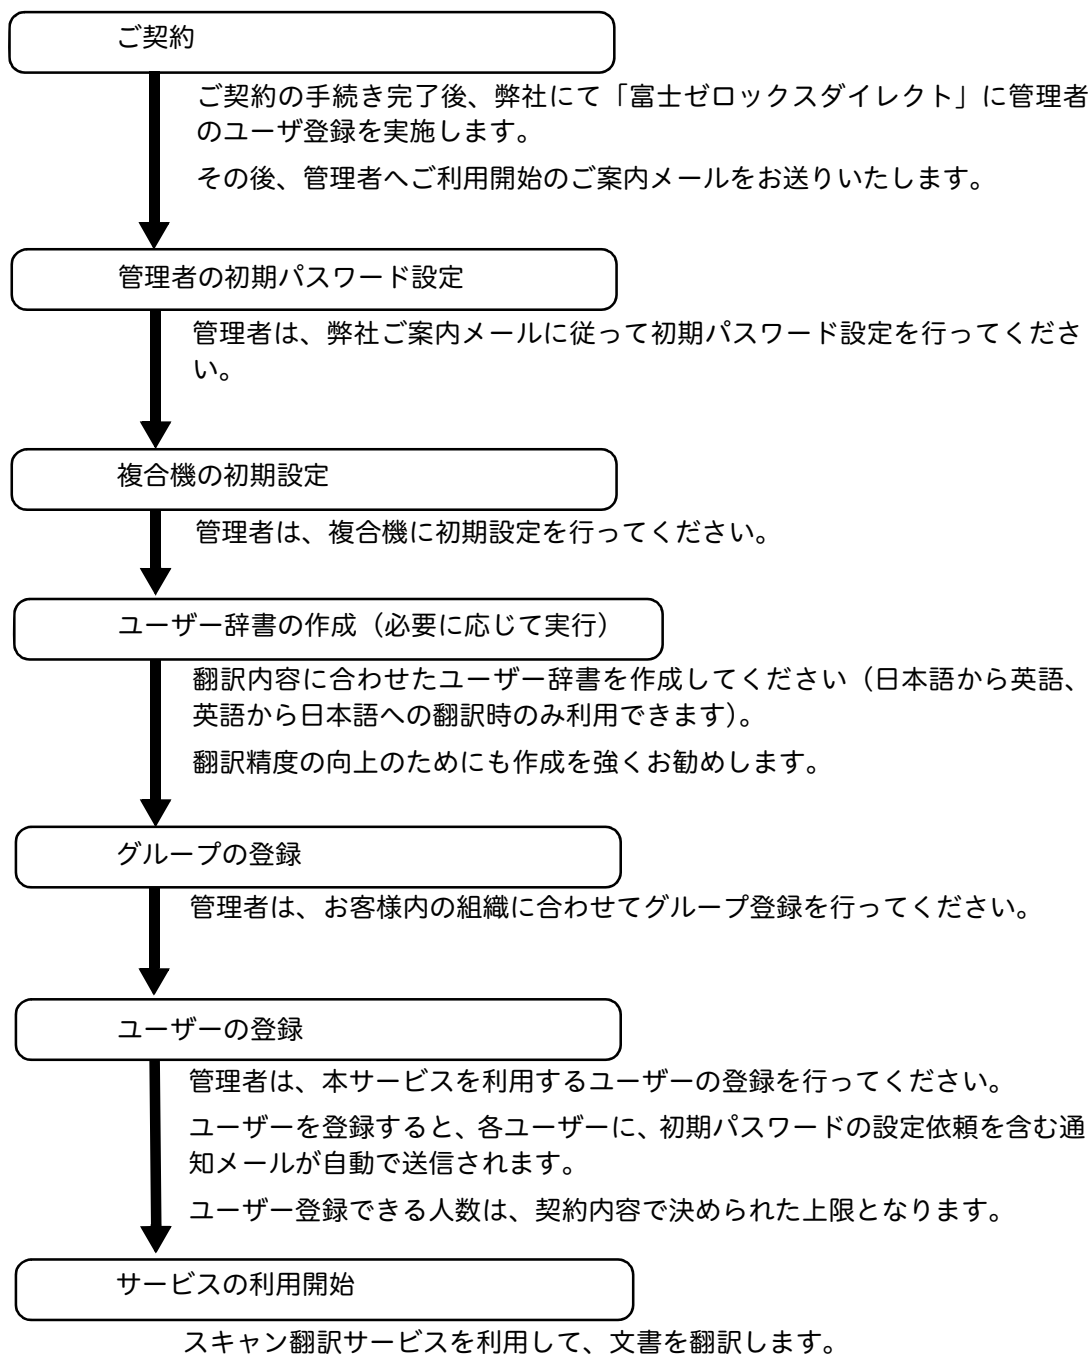 ご契約
ご契約の手続き完了後、弊社にて「富士ゼロックスダイレクト」に管理者
のユーザ登録を実施します。
その後、管理者へご利用開始のご案内メールをお送りいたします。
管理者の初期パスワード設定
管理者は、弊社ご案内メールに従って初期パスワード設定を行ってくださ
い。
複合機の初期設定
管理者は、複合機に初期設定を行ってください。
ユーザー辞書の作成（必要に応じて実行）
翻訳内容に合わせたユーザー辞書を作成してください（日本語から英語、
英語から日本語への翻訳時のみ利用できます）。
翻訳精度の向上のためにも作成を強くお勧めします。
グループの登録
管理者は、お客様内の組織に合わせてグループ登録を行ってください。
ユーザーの登録
管理者は、本サービスを利用するユーザーの登録を行ってください。
ユーザーを登録すると、各ユーザーに、初期パスワードの設定依頼を含む通
知メールが自動で送信されます。
ユーザー登録できる人数は、契約内容で決められた上限となります。
サービスの利用開始
スキャン翻訳サービスを利用して、文書を翻訳します。